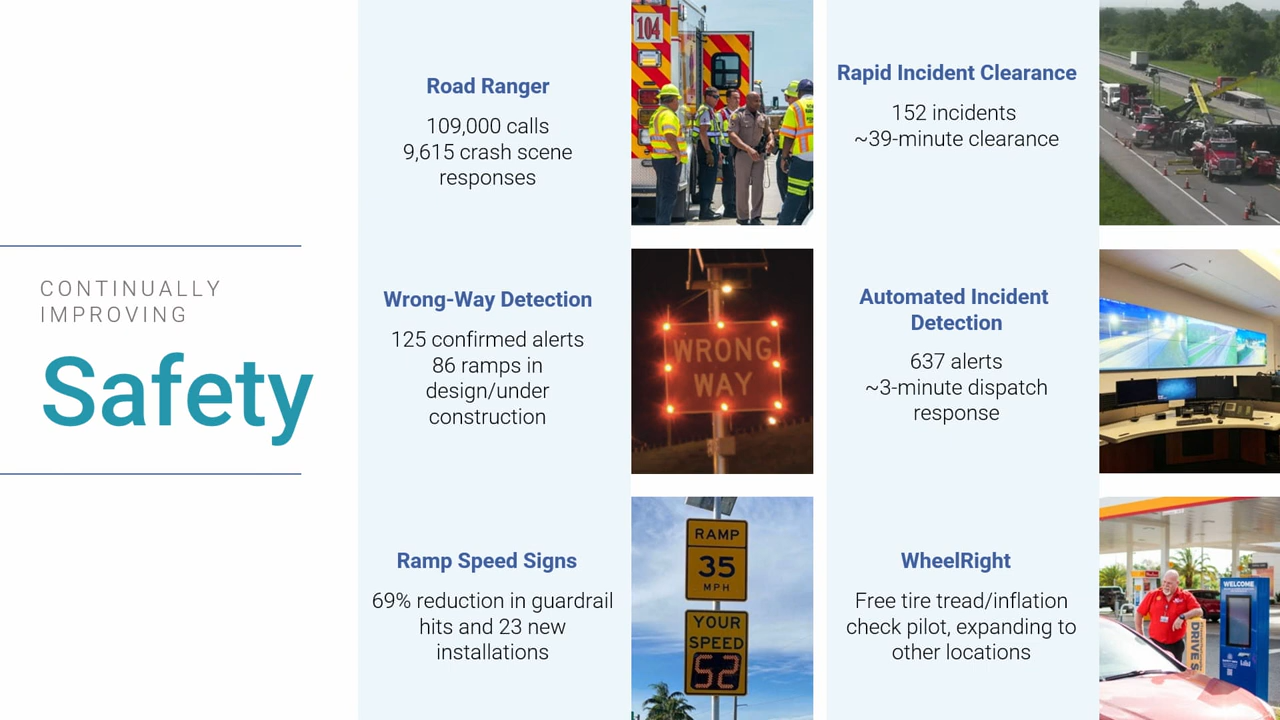 CONTINUALLY
IMPROVING
Safety
Road Ranger
109,000 calls
9,615 crash scene
responses
104
Rapid Incident Clearance
152 incidents
~39-minute clearance
Wrong-Way Detection
125 confirmed alerts
86 ramps in
design/under
construction
WRONG
WAY
Automated Incident
Detection
637 alerts
~3-minute dispatch
response
Ramp Speed Signs
69% reduction in guardrail
hits and 23 new
installations
RAMP
35
MPH
YOUR
SPEED
52
WheelRight
Free tire tread/inflation
check pilot, expanding to
other locations
WELCOME
DRIVE S